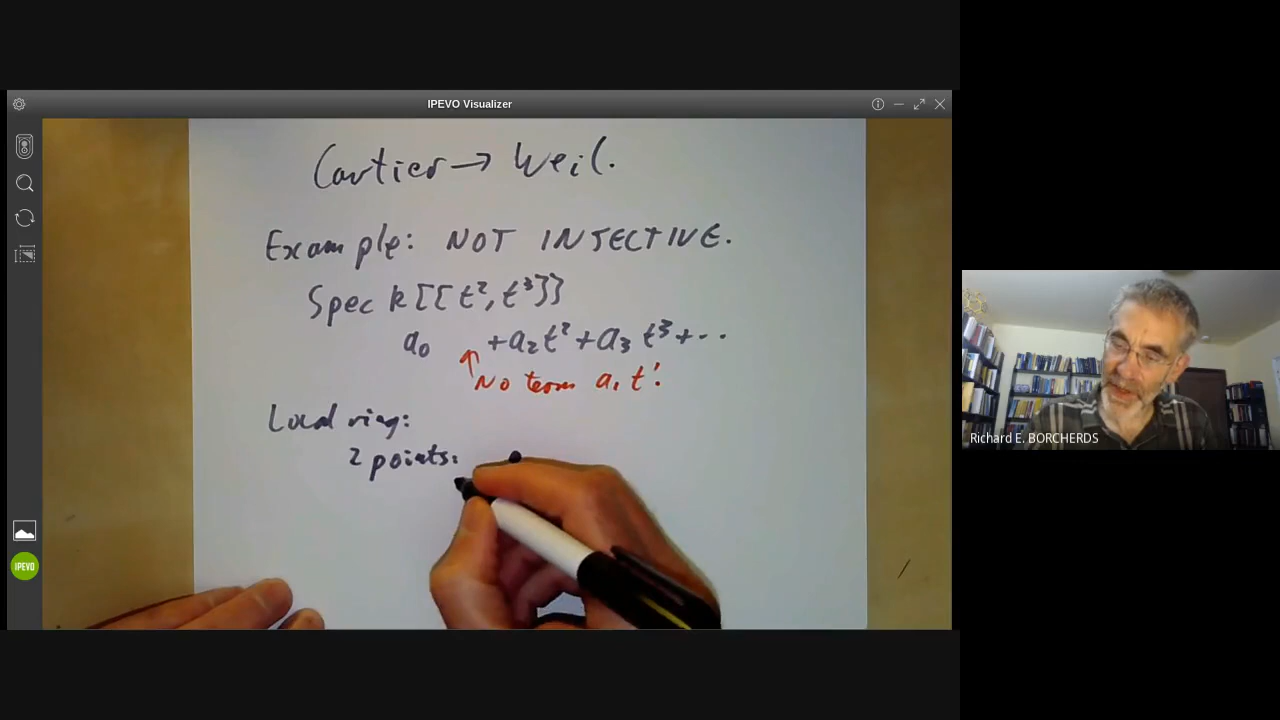 IPEVO Visualizer
Cartier → Weil.
Example: NOT INJECTIVE.
Spec k[[t², t³]]
a₀ +a₂t²+a₃t³+··
↑
No term a₁t¹.
Local ring:
2 points:
IPEVO
Richard E. BORCHERDS